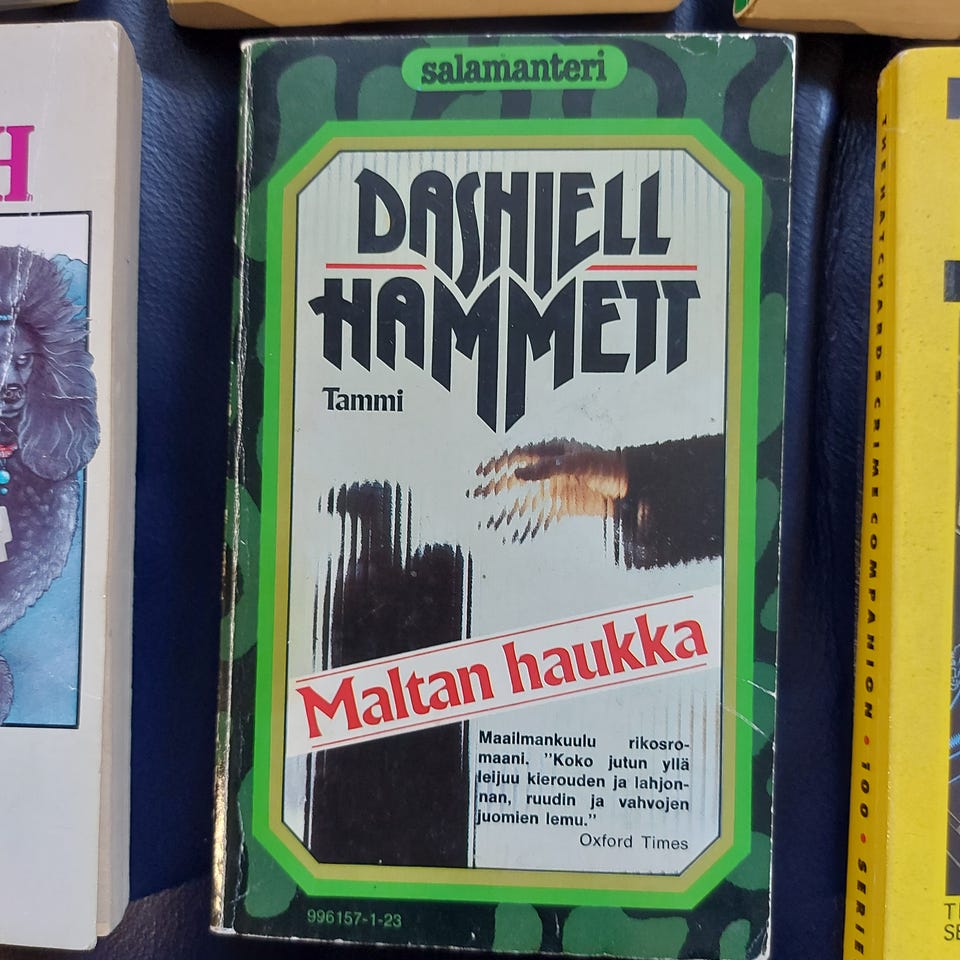 H
salamanteri
DASHIELL
HAMMETT
Tammi
Maltan haukka
Maailmankuulu rikosro-
maani. "Koko jutun yllä
leijuu kierouden ja lahjon-
nan, ruudin ja vahvojen
juomien lemu."
Oxford Times
996157-1-23
THE HATCHARDS CRIME COMPANION • 100 • SERIE